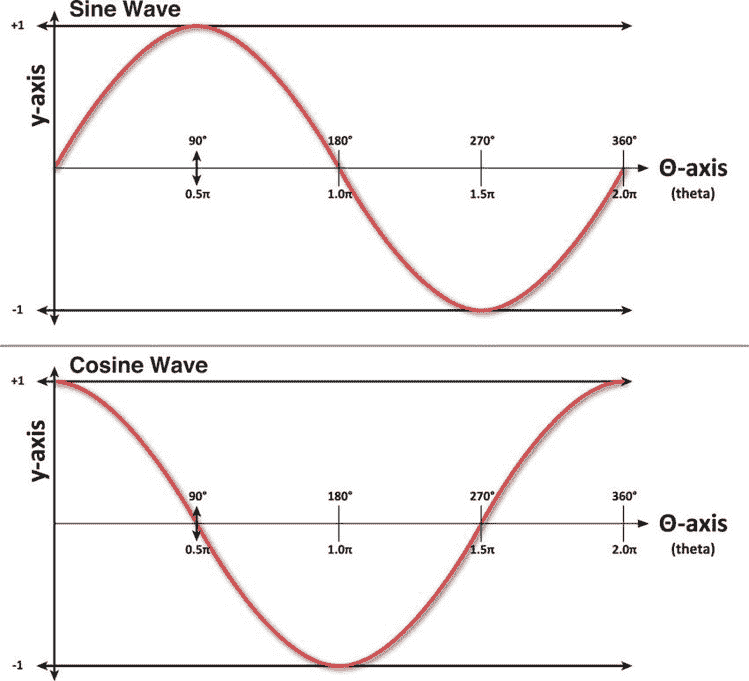 Sine Wave
+1
y-axis
90° 180° 270° 360°
Θ-axis
0.5π 1.0π 1.5π 2.0π (theta)
-1
Cosine Wave
+1
y-axis
90° 180° 270° 360°
Θ-axis
0.5π 1.0π 1.5π 2.0π (theta)
-1